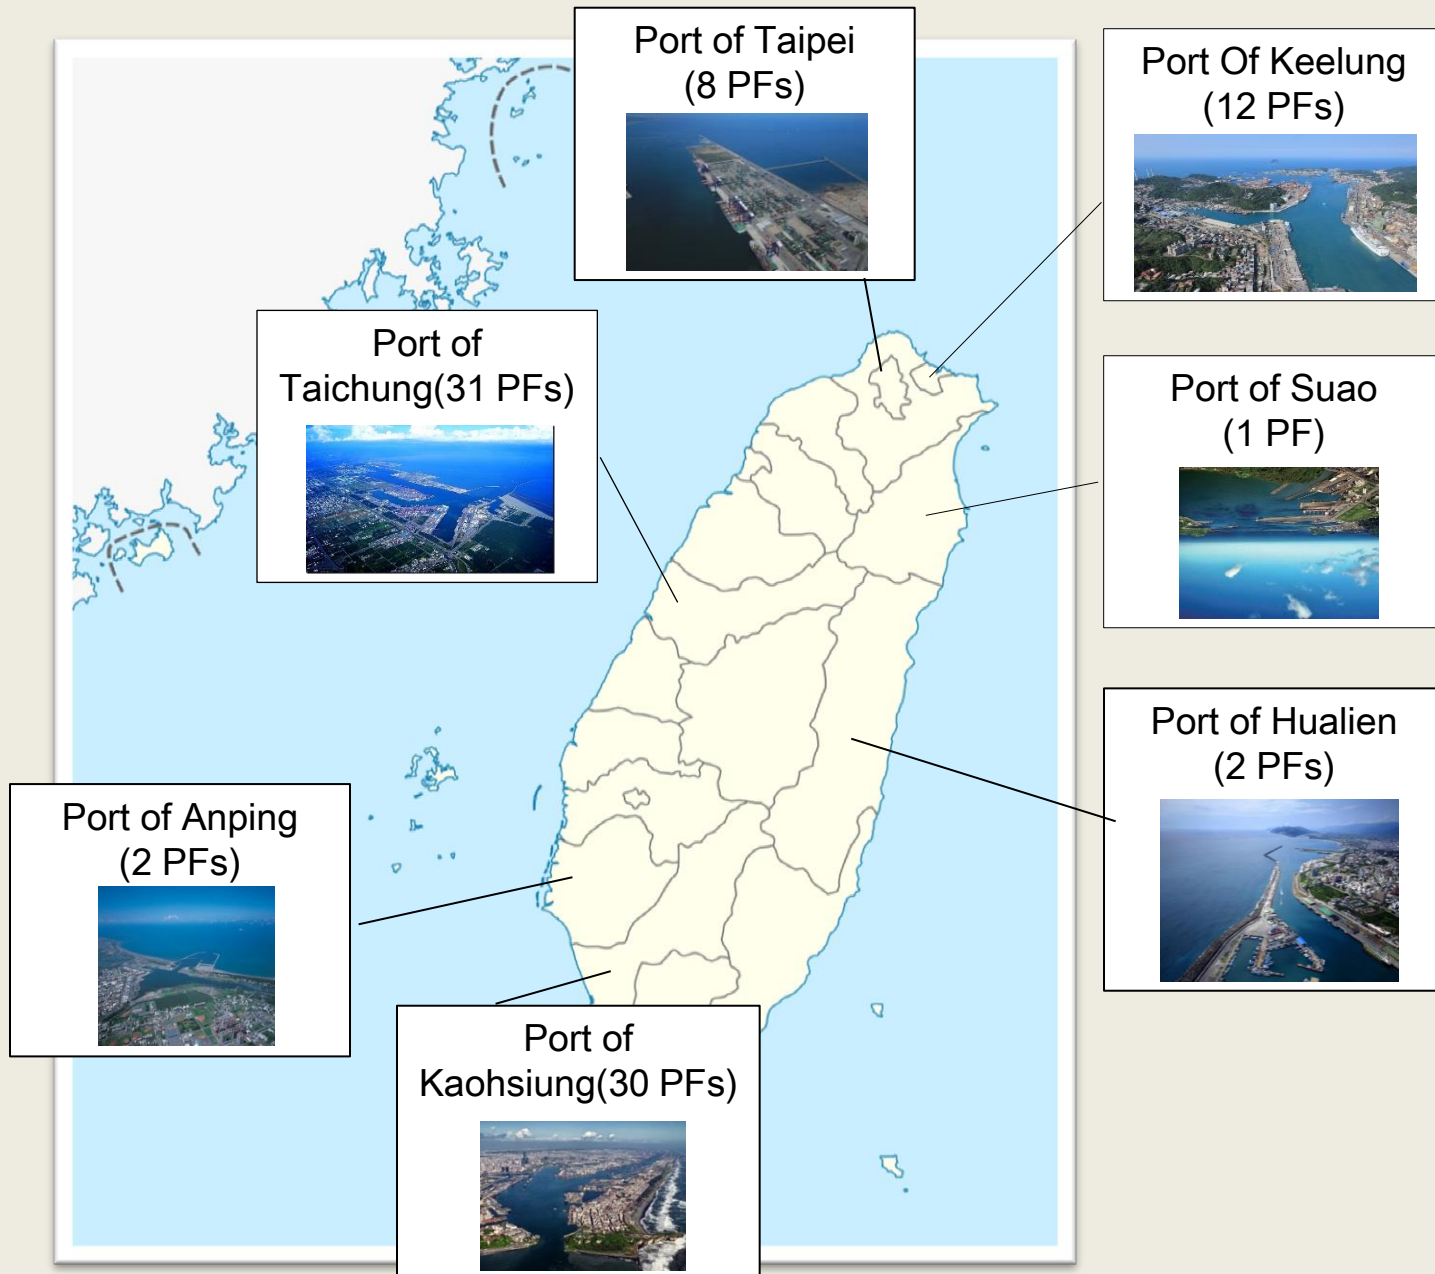 Port of Taipei
(8 PFs)
Port Of Keelung
(12 PFs)
Port of
Taichung(31 PFs)
Port of Suao
(1 PF)
Port of Hualien
(2 PFs)
Port of Anping
(2 PFs)
Port of
Kaohsiung(30 PFs)